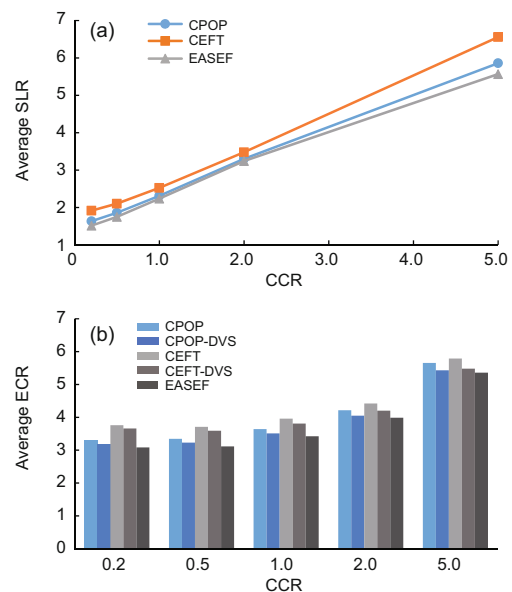 (a)
CPOP
CEFT
EASEF
Average SLR
7
6
5
4
3
2
1
0 1.0 2.0 3.0 4.0 5.0
CCR
(b)
CPOP
CPOP-DVS
CEFT
CEFT-DVS
EASEF
Average ECR
7
6
5
4
3
2
1
0
0.2 0.5 1.0 2.0 5.0
CCR